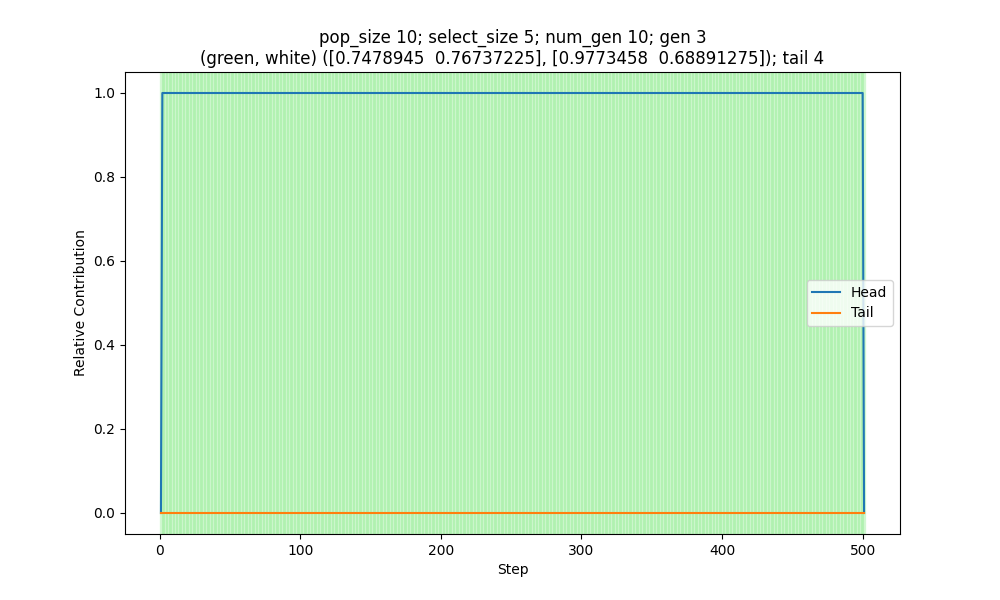 pop_size 10; select_size 5; num_gen 10; gen 3
(green, white) ([0.7478945  0.76737225], [0.9773458  0.68891275]); tail 4
1.0
0.8
0.6
0.4
0.2
0.0
Relative Contribution
Head
Tail
0 100 200 300 400 500
Step